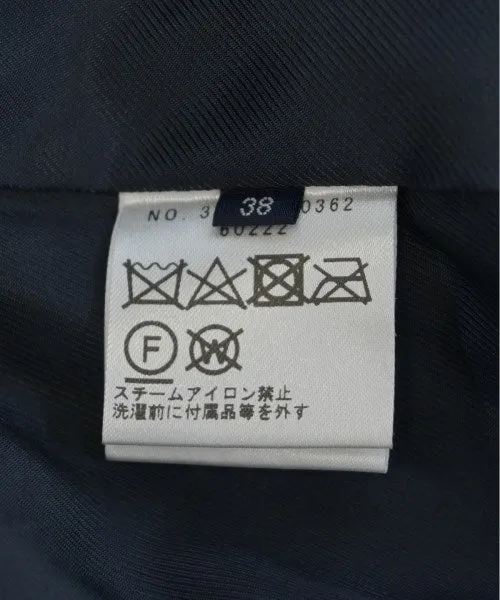 NO. 3 38 0362
60222
F
W
スチームアイロン禁止
洗濯前に付属品等を外す